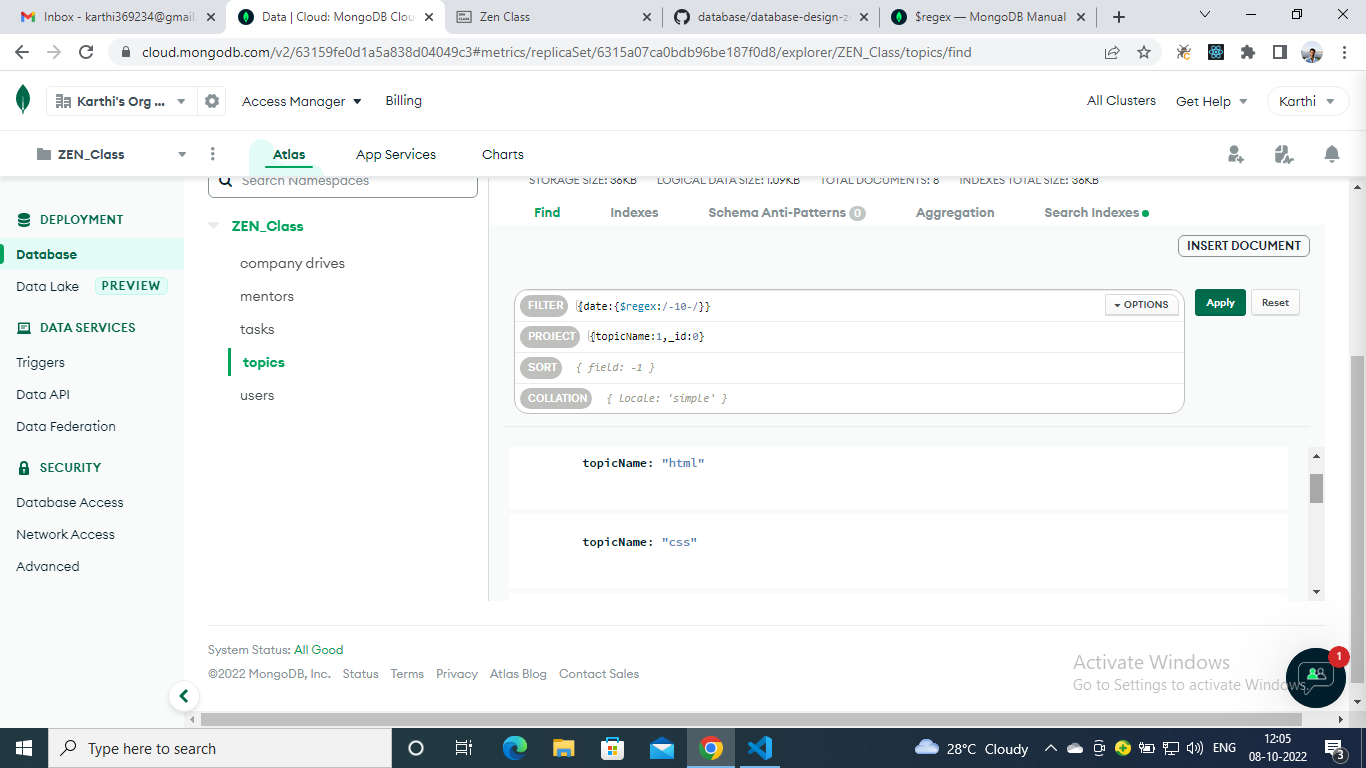 Inbox - karthi369234@gmail
Data | Cloud: MongoDB Clou
Zen Class
database/database-design-z
$regex — MongoDB Manual
cloud.mongodb.com/v2/63159fe0d1a5a838d04049c3#metrics/replicaSet/6315a07ca0bdb96be187f0d8/explorer/ZEN_Class/topics/find
Karthi's Org ...
Access Manager
Billing
All Clusters
Get Help
Karthi
ZEN_Class
Atlas
App Services
Charts
Search Namespaces
STORAGE SIZE: 36KB
LOGICAL DATA SIZE: 1.09KB
TOTAL DOCUMENTS: 8
INDEXES TOTAL SIZE: 36KB
DEPLOYMENT
Database
Data Lake PREVIEW
DATA SERVICES
Triggers
Data API
Data Federation
SECURITY
Database Access
Network Access
Advanced
ZEN_Class
company drives
mentors
tasks
topics
users
Find
Indexes
Schema Anti-Patterns 0
Aggregation
Search Indexes
INSERT DOCUMENT
FILTER {date:{$regex:/-10-/}}
OPTIONS
Apply
Reset
PROJECT {topicName:1,_id:0}
SORT { field: -1 }
COLLATION { locale: 'simple' }
topicName: "html"
topicName: "css"
System Status: All Good
©2022 MongoDB, Inc. Status Terms Privacy Atlas Blog Contact Sales
1
Activate Windows
Go to Settings to activate Windows.
Type here to search
28°C Cloudy
ENG
12:05
08-10-2022
3